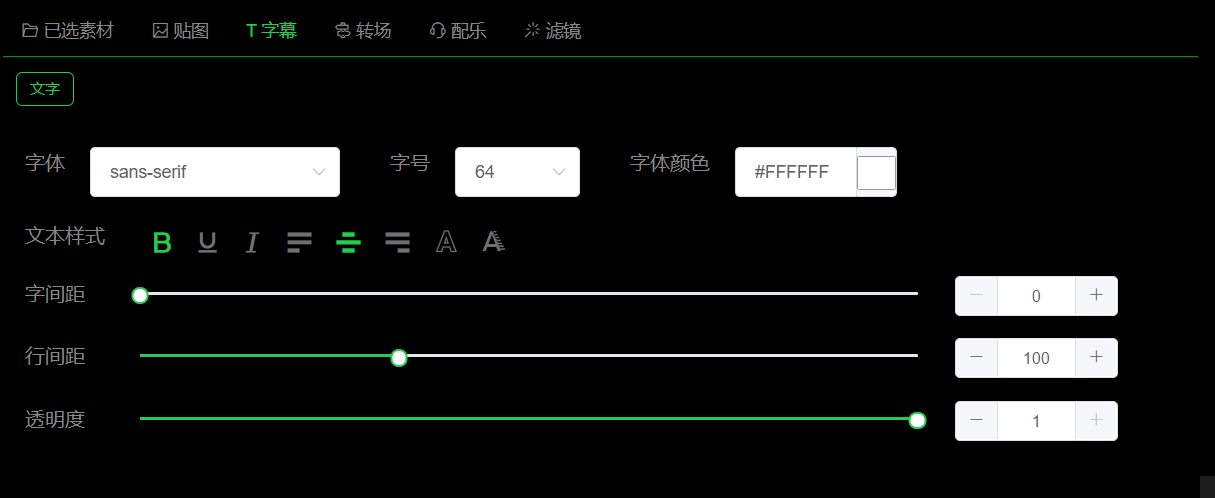 已选素材 贴图 T 字幕 转场 配乐 滤镜
文字
字体 sans-serif 字号 64 字体颜色 #FFFFFF
文本样式 B U I A A
字间距 0
行间距 100
透明度 1